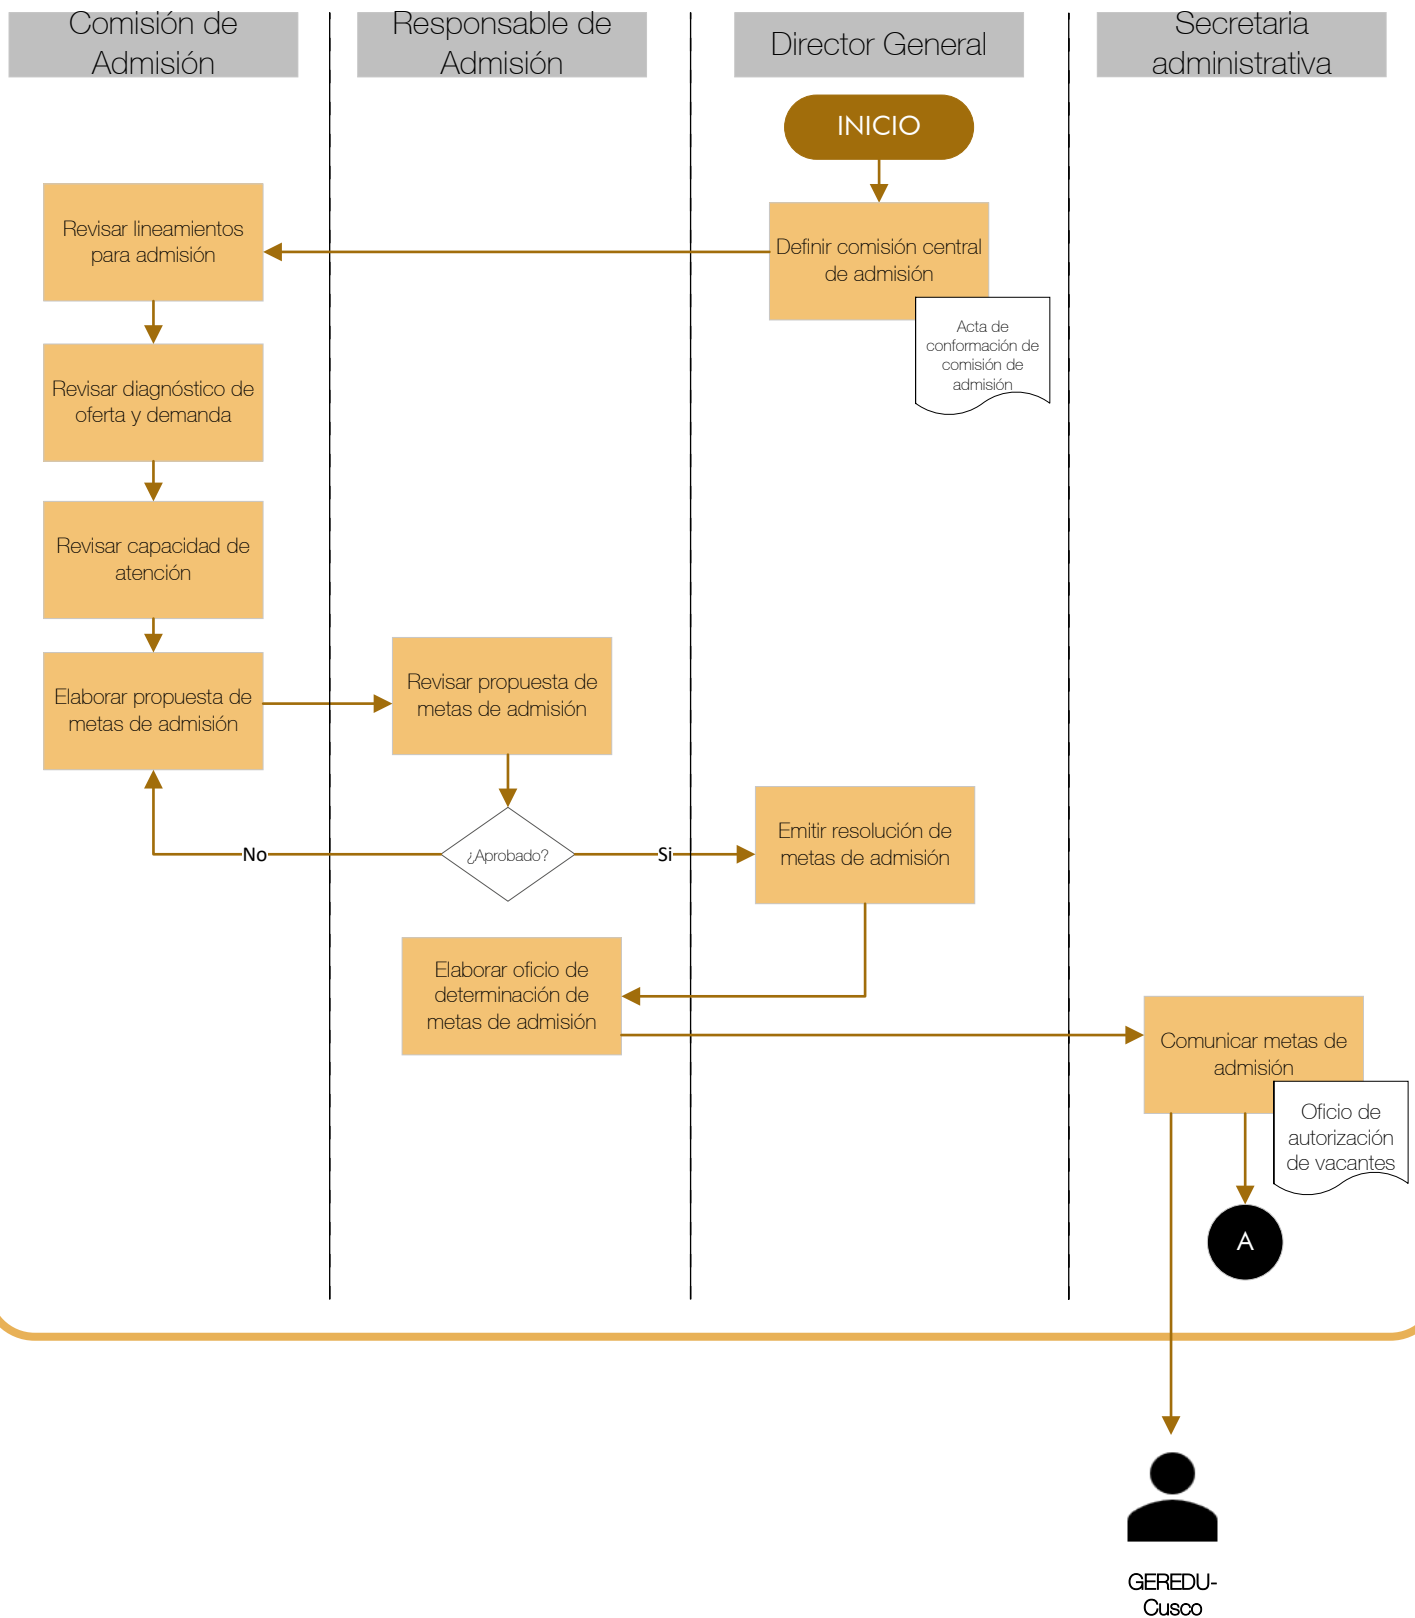 Comisión de
Admisión
Responsable de
Admisión
Director General
Secretaria
administrativa
INICIO
Revisar lineamientos
para admisión
Definir comisión central
de admisión
Acta de
conformación de
comisión de
admisión
Revisar diagnóstico de
oferta y demanda
Revisar capacidad de
atención
Elaborar propuesta de
metas de admisión
Revisar propuesta de
metas de admisión
¿Aprobado?
No
Si
Emitir resolución de
metas de admisión
Elaborar oficio de
determinación de
metas de admisión
Comunicar metas de
admisión
Oficio de
autorización
de vacantes
A
GEREDU-
Cusco